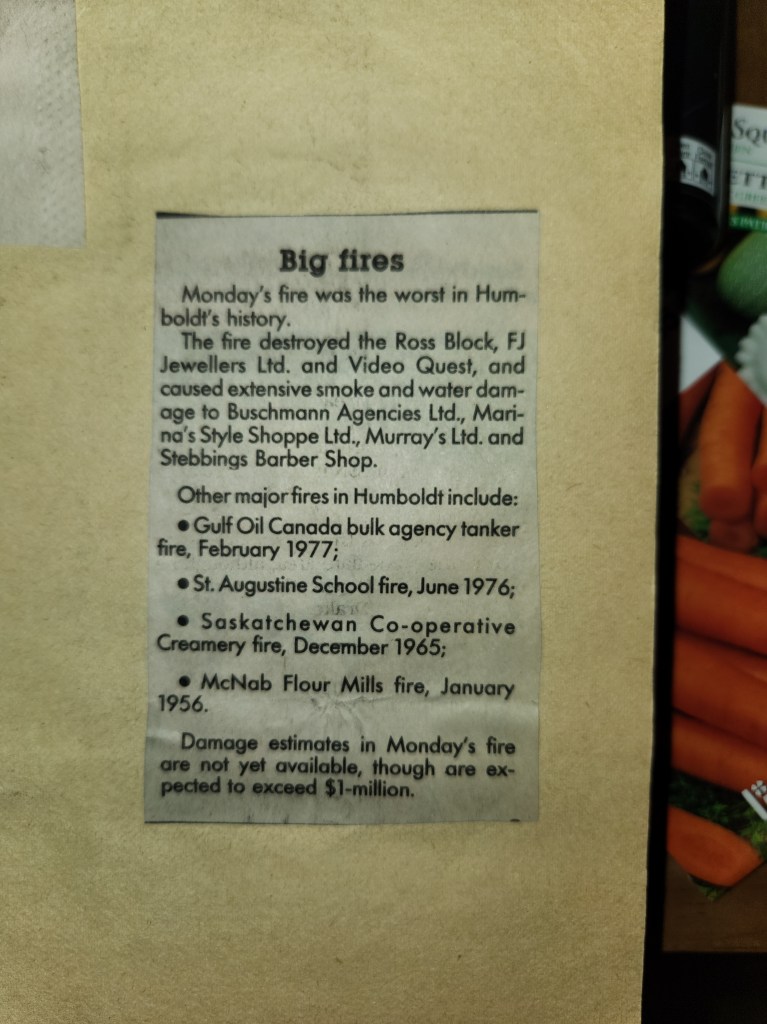 Big fires
Monday's fire was the worst in Hum-
boldt's history.
The fire destroyed the Ross Block, FJ
Jewellers Ltd. and Video Quest, and
caused extensive smoke and water dam-
age to Buschmann Agencies Ltd., Mari-
na's Style Shoppe Ltd., Murray's Ltd. and
Stebbings Barber Shop.
Other major fires in Humboldt include:
• Gulf Oil Canada bulk agency tanker
fire, February 1977;
• St. Augustine School fire, June 1976;
• Saskatchewan Co-operative
Creamery fire, December 1965;
• McNab Flour Mills fire, January
1956.
Damage estimates in Monday's fire
are not yet available, though are ex-
pected to exceed $1-million.